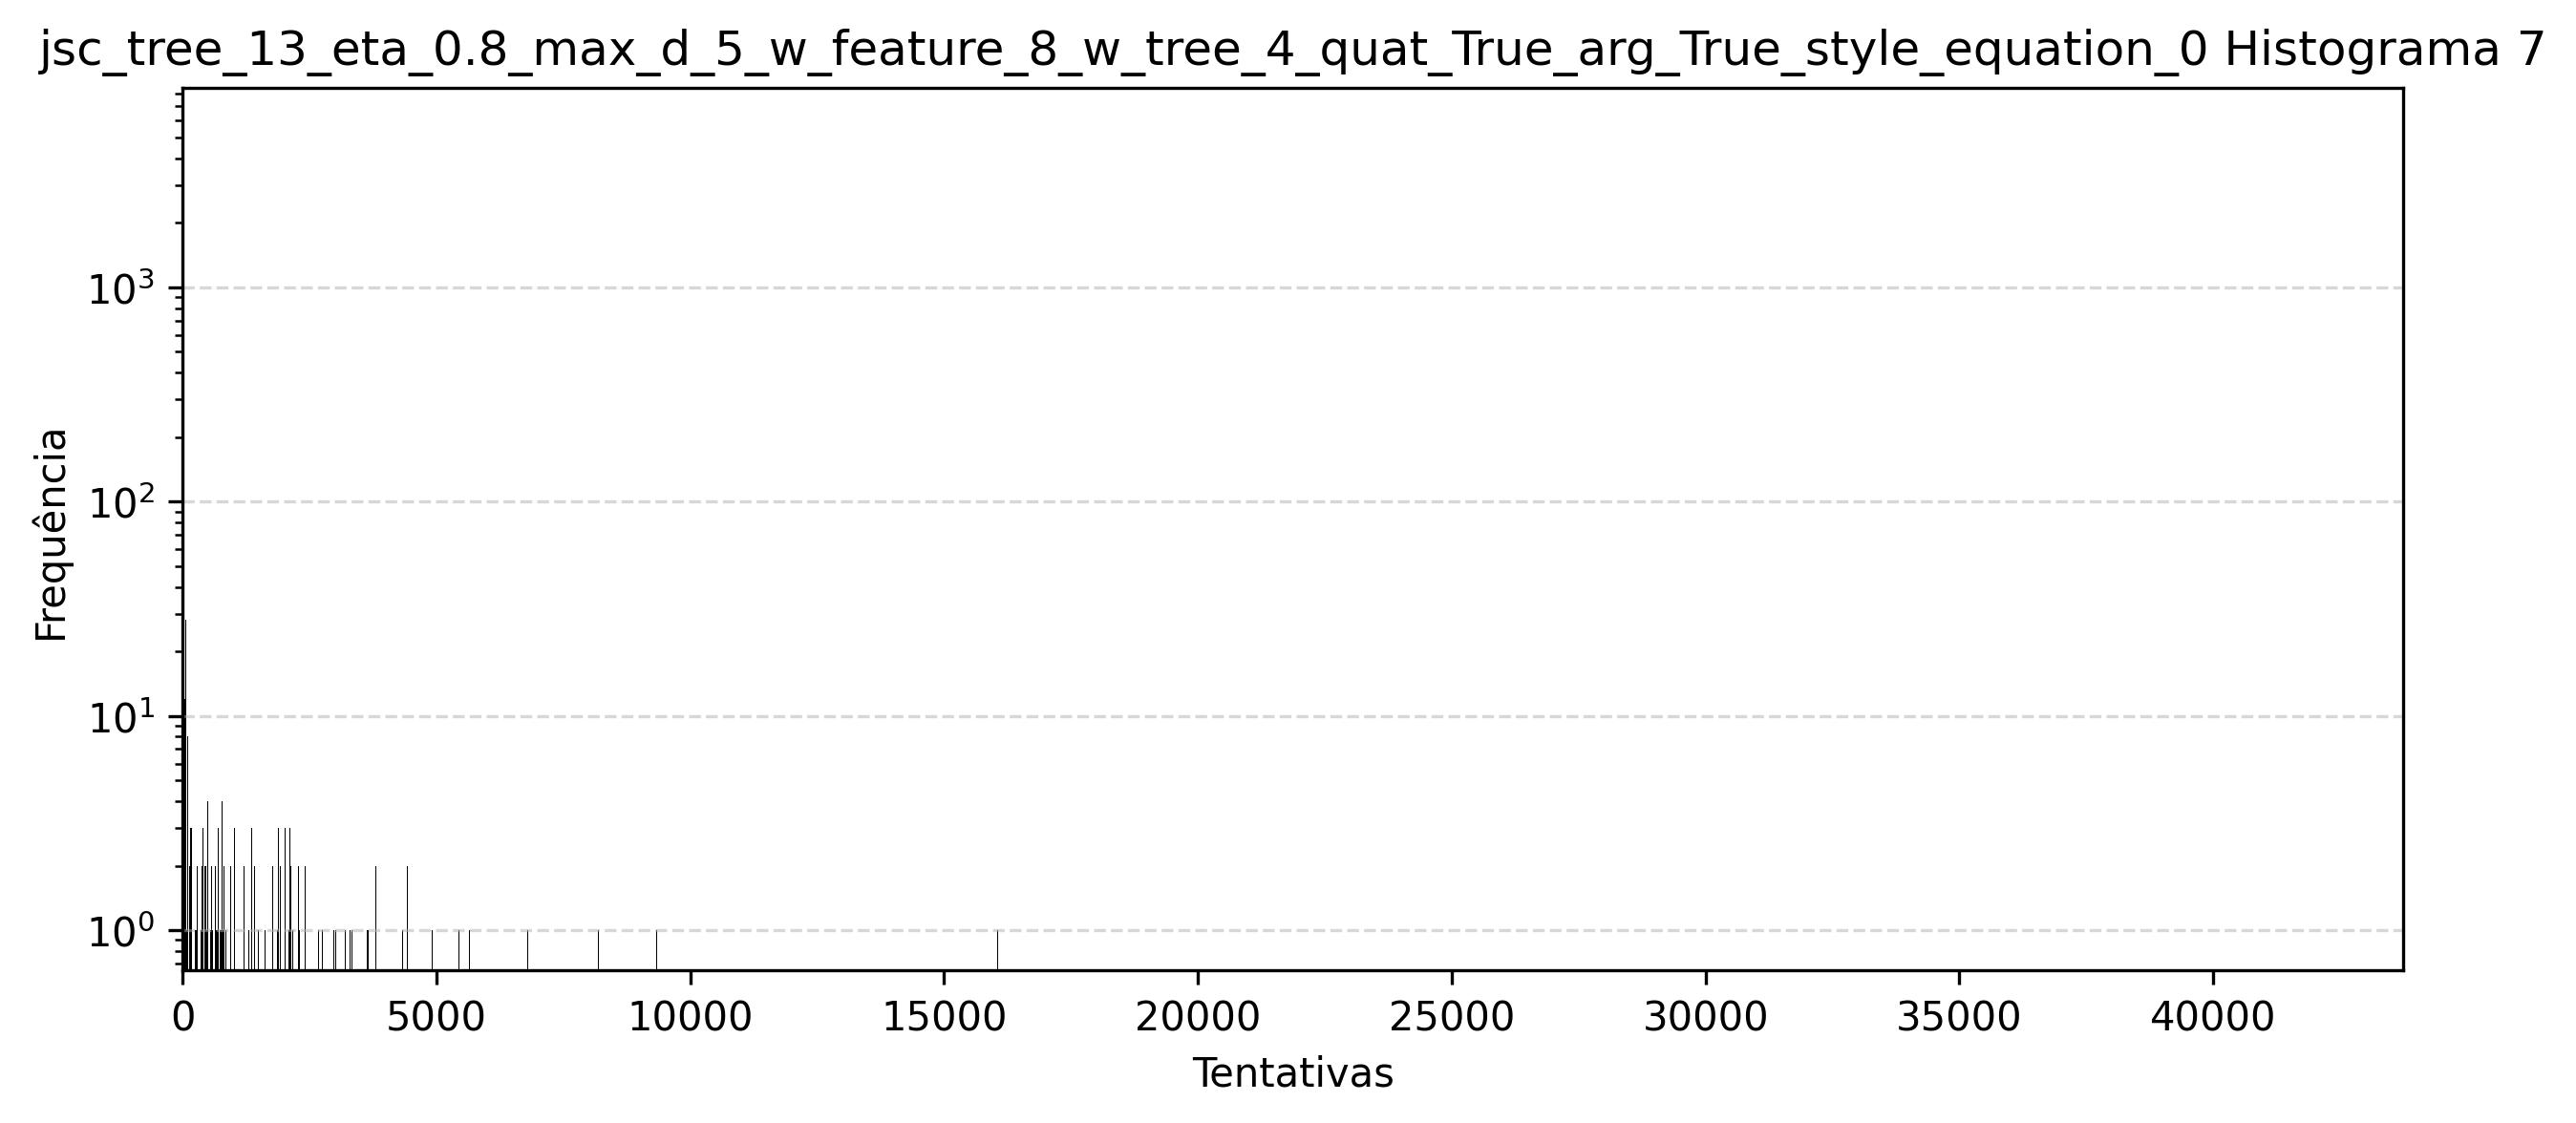 jsc_tree_13_eta_0.8_max_d_5_w_feature_8_w_tree_4_quat_True_arg_True_style_equation_0 Histograma 7
Frequência
10³
10²
10¹
10⁰
0 5000 10000 15000 20000 25000 30000 35000 40000
Tentativas